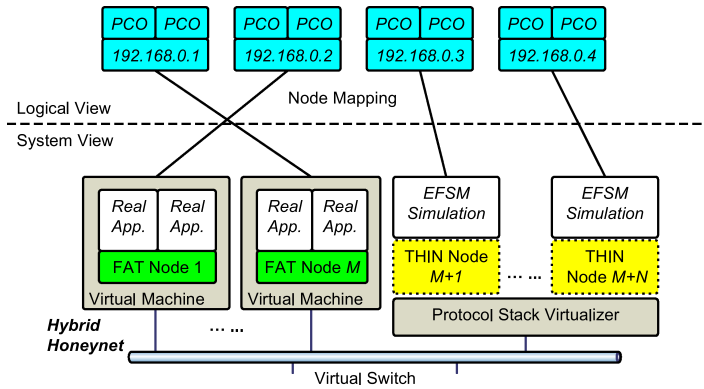 PCO PCO PCO PCO PCO PCO PCO PCO
192.168.0.1 192.168.0.2 192.168.0.3 192.168.0.4
Node Mapping
Logical View
System View
Real App. Real App. Real App. Real App. EFSM Simulation EFSM Simulation
FAT Node 1 FAT Node M THIN Node M+1 ... ... THIN Node M+N
Virtual Machine Virtual Machine Protocol Stack Virtualizer
Hybrid Honeynet ... ...
Virtual Switch